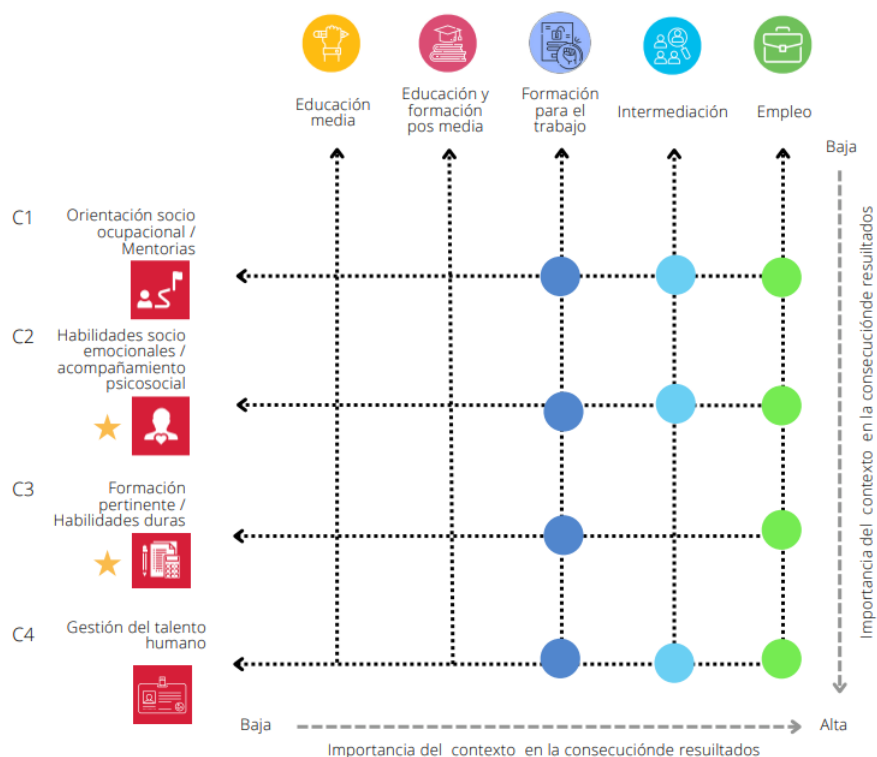 Educación
media
Educación y
formación
pos media
Formación
para el
trabajo
Intermediación
Empleo
Baja
C1
Orientación socio
ocupacional /
Mentorias
C2
Habilidades socio
emocionales /
acompañamiento
psicosocial
C3
Formación
pertinente /
Habilidades duras
C4
Gestión del talento
humano
Importancia del contexto en la consecuciónde resuiltados
Baja
Alta
Importancia del contexto en la consecuciónde resuiltados